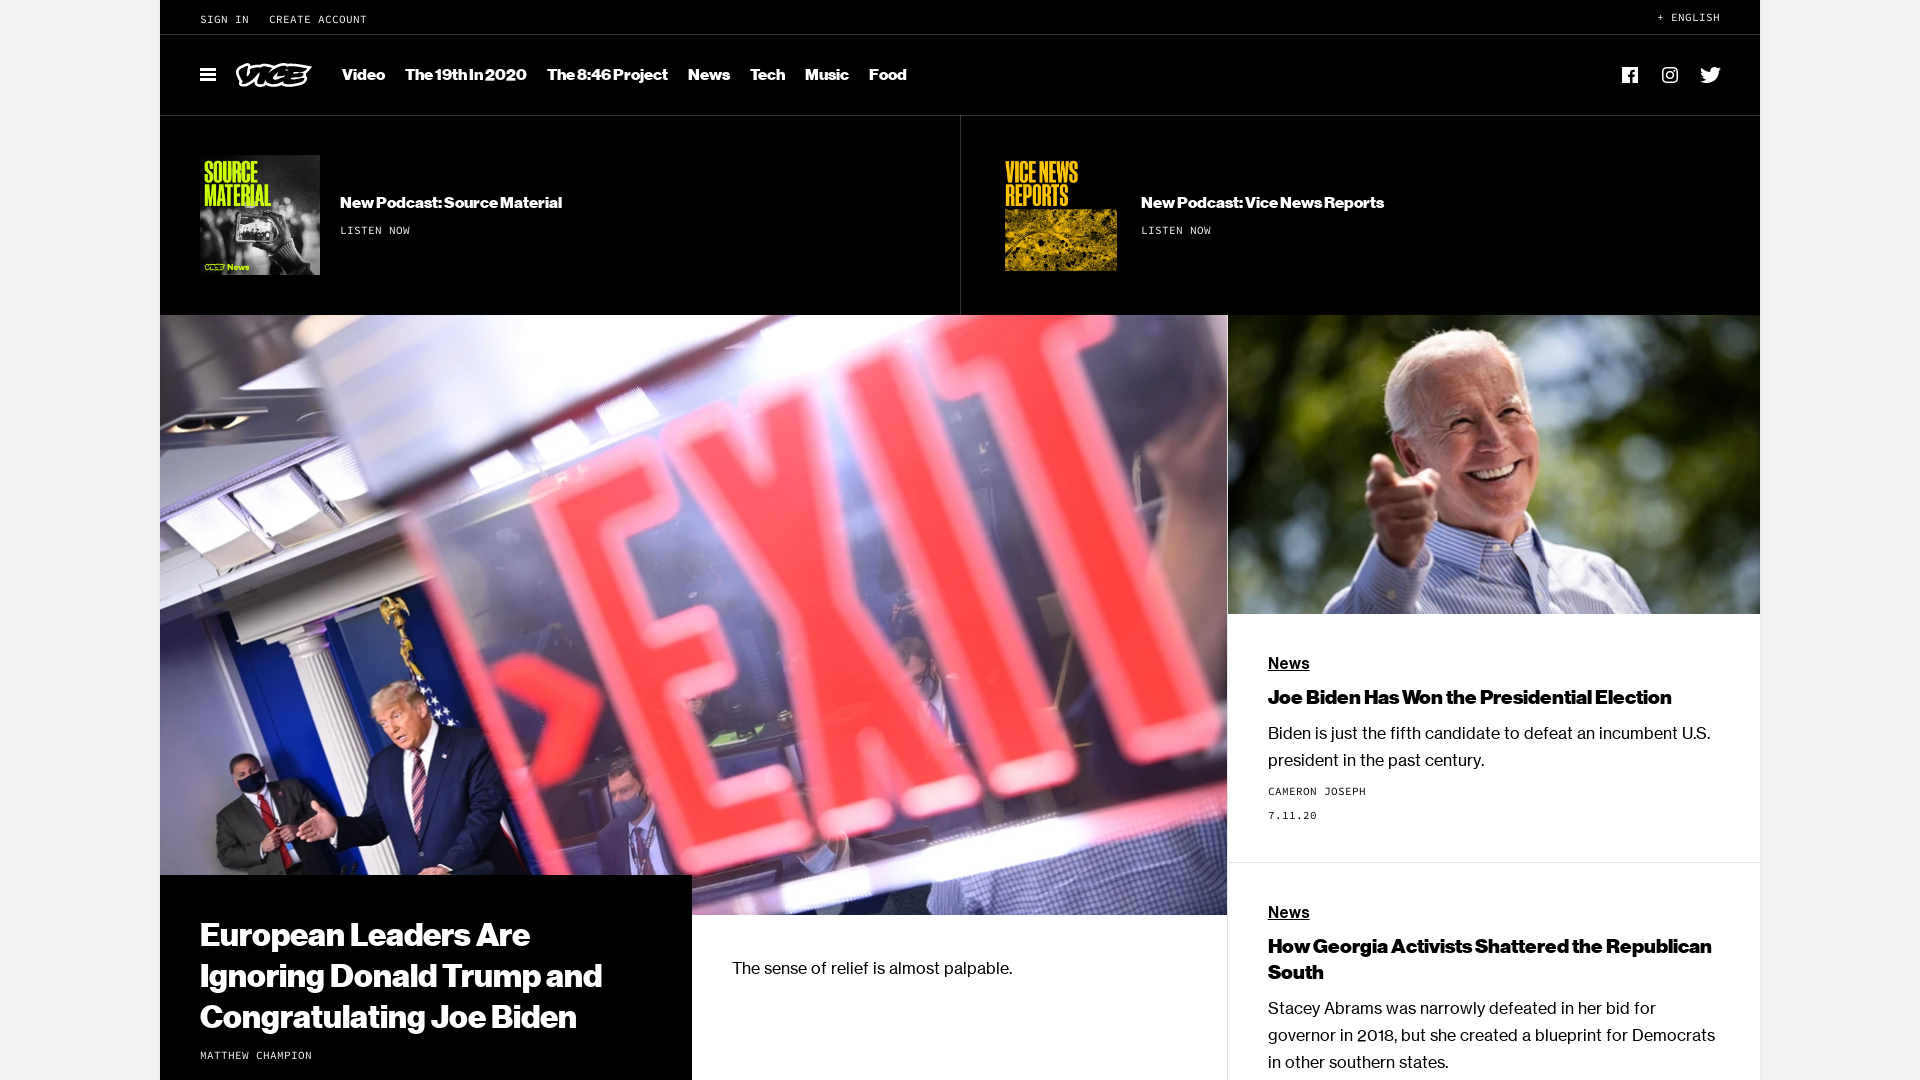 SIGN IN
CREATE ACCOUNT
+ ENGLISH
VICE
Video
The 19th In 2020
The 8:46 Project
News
Tech
Music
Food
SOURCE
MATERIAL
VICE News
New Podcast: Source Material
LISTEN NOW
VICE NEWS
REPORTS
New Podcast: Vice News Reports
LISTEN NOW
EXIT
European Leaders Are
Ignoring Donald Trump and
Congratulating Joe Biden
MATTHEW CHAMPION
The sense of relief is almost palpable.
News
Joe Biden Has Won the Presidential Election
Biden is just the fifth candidate to defeat an incumbent U.S.
president in the past century.
CAMERON JOSEPH
7.11.20
News
How Georgia Activists Shattered the Republican
South
Stacey Abrams was narrowly defeated in her bid for
governor in 2018, but she created a blueprint for Democrats
in other southern states.